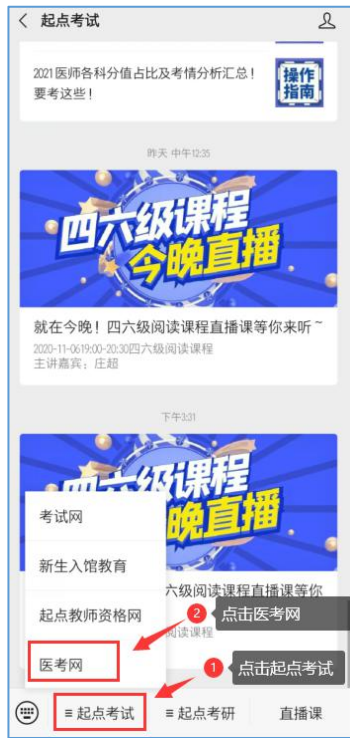 起点考试
2021医师各科分值占比及考情分析汇总！
要考这些！
操作
指南
昨天 中午12:35
四六级课程
今晚直播
就在今晚！四六级阅读课程直播课等你来听~
2020-11-0619:00-20:30四六级阅读课程
主讲嘉宾：庄超
下午3:31
四六级课程
晚直播
六级阅读课程直播课等你
阅读课程
考试网
新生入馆教育
起点教师资格网
医考网
2 点击医考网
1 点击起点考试
≡起点考试
≡起点考研
直播课